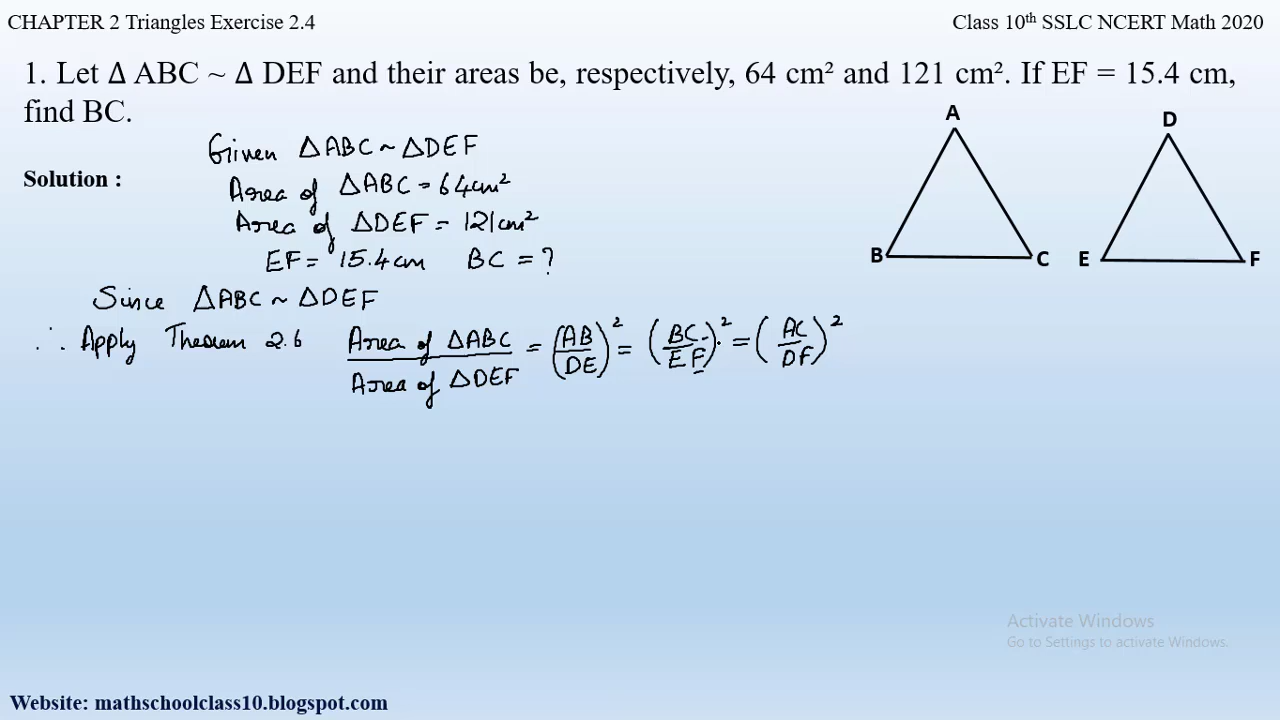 CHAPTER 2 Triangles Exercise 2.4
Class 10th SSLC NCERT Math 2020
1. Let Δ ABC ~ Δ DEF and their areas be, respectively, 64 cm² and 121 cm². If EF = 15.4 cm,
find BC.
A
D
B
C
E
F
Solution :
Given ΔABC ~ ΔDEF
Area of ΔABC = 64cm²
Area of ΔDEF = 121cm²
EF = 15.4cm BC = ?
Since ΔABC ~ ΔDEF
∴ Apply Theorem 2.6 Area of ΔABC / Area of ΔDEF = (AB/DE)² = (BC/EF)² = (AC/DF)²
Activate Windows
Go to Settings to activate Windows.
Website: mathschoolclass10.blogspot.com